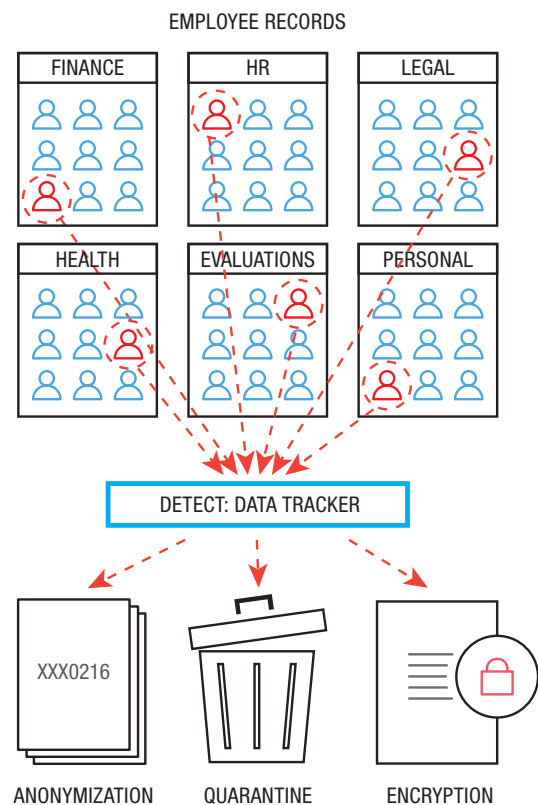 EMPLOYEE RECORDS
FINANCE
HR
LEGAL
HEALTH
EVALUATIONS
PERSONAL
DETECT: DATA TRACKER
XXX0216
ANONYMIZATION
QUARANTINE
ENCRYPTION